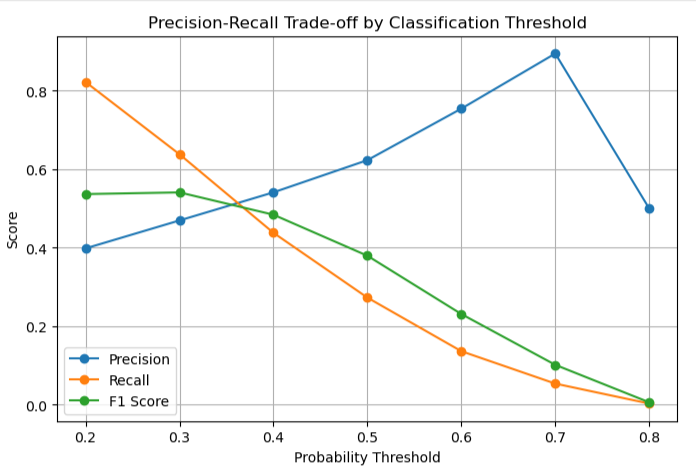 Precision-Recall Trade-off by Classification Threshold
Score
0.8
0.6
0.4
0.2
0.0
Precision
Recall
F1 Score
0.2 0.3 0.4 0.5 0.6 0.7 0.8
Probability Threshold